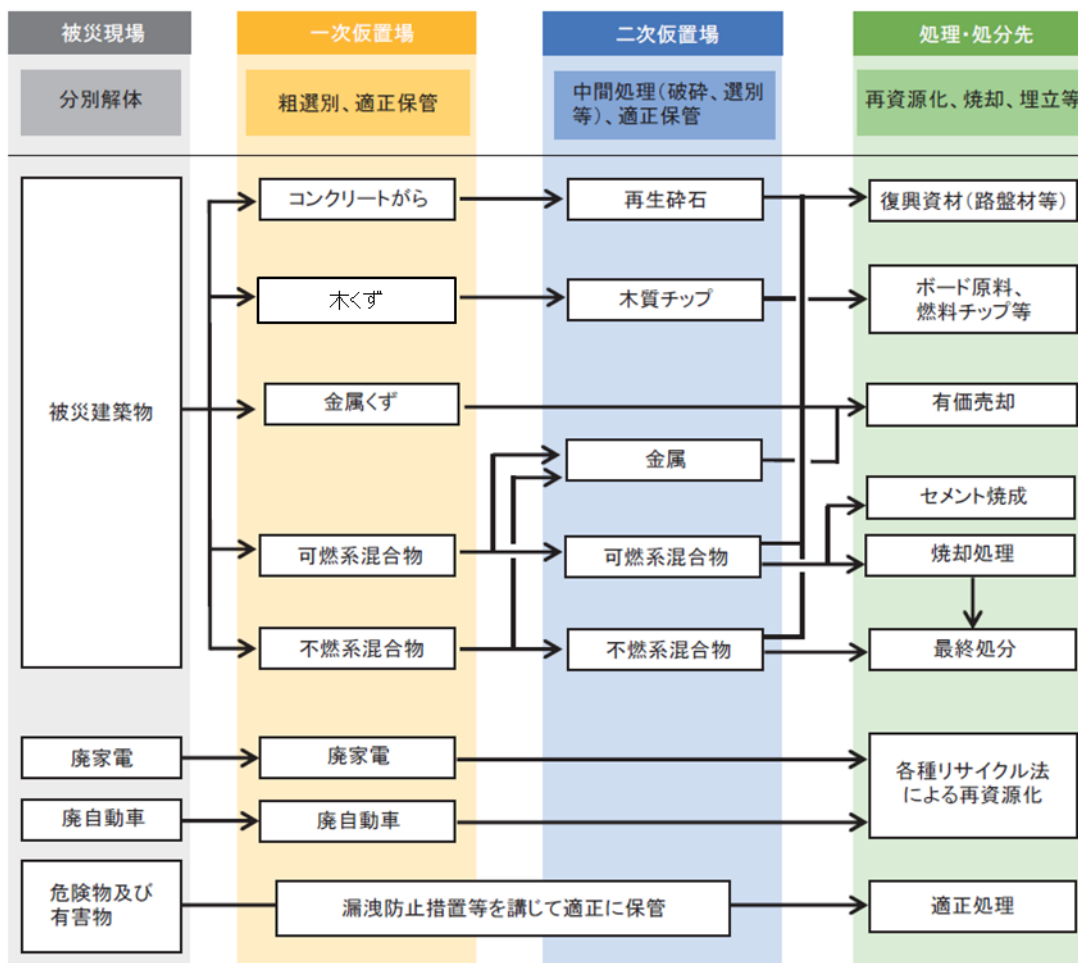 被災現場
一次仮置場
二次仮置場
処理・処分先
分別解体
粗選別、適正保管
中間処理(破砕、選別
等)、適正保管
再資源化、焼却、埋立等
被災建築物
コンクリートがら
再生砕石
復興資材(路盤材等)
木くず
木質チップ
ボード原料、
燃料チップ等
金属くず
有価売却
金属
セメント焼成
可燃系混合物
可燃系混合物
焼却処理
不燃系混合物
不燃系混合物
最終処分
廃家電
廃家電
各種リサイクル法
による再資源化
廃自動車
廃自動車
危険物及び
有害物
漏洩防止措置等を講じて適正に保管
適正処理